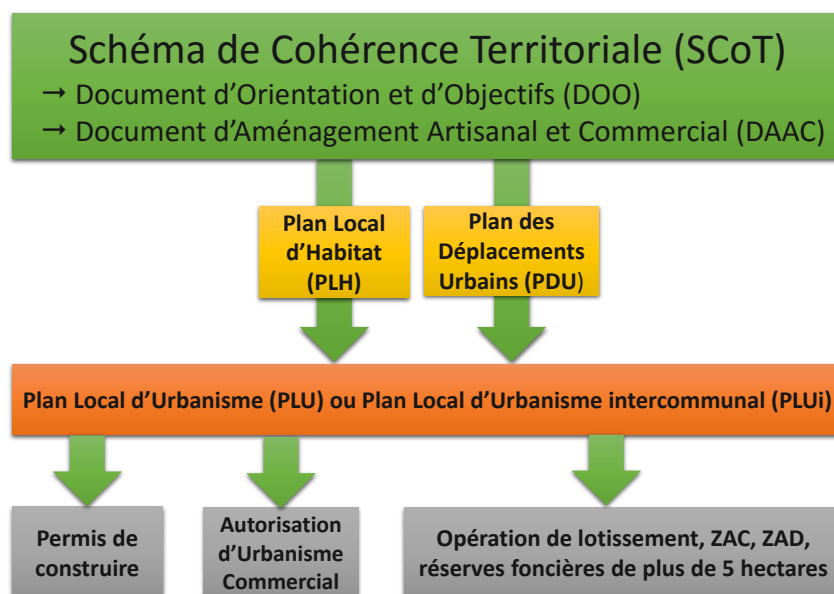 Schéma de Cohérence Territoriale (SCoT)
→ Document d’Orientation et d’Objectifs (DOO)
→ Document d’Aménagement Artisanal et Commercial (DAAC)
Plan Local
d’Habitat
(PLH)
Plan des
Déplacements
Urbains (PDU)
Plan Local d’Urbanisme (PLU) ou Plan Local d’Urbanisme intercommunal (PLUi)
Permis de
construire
Autorisation
d’Urbanisme
Commercial
Opération de lotissement, ZAC, ZAD,
réserves foncières de plus de 5 hectares